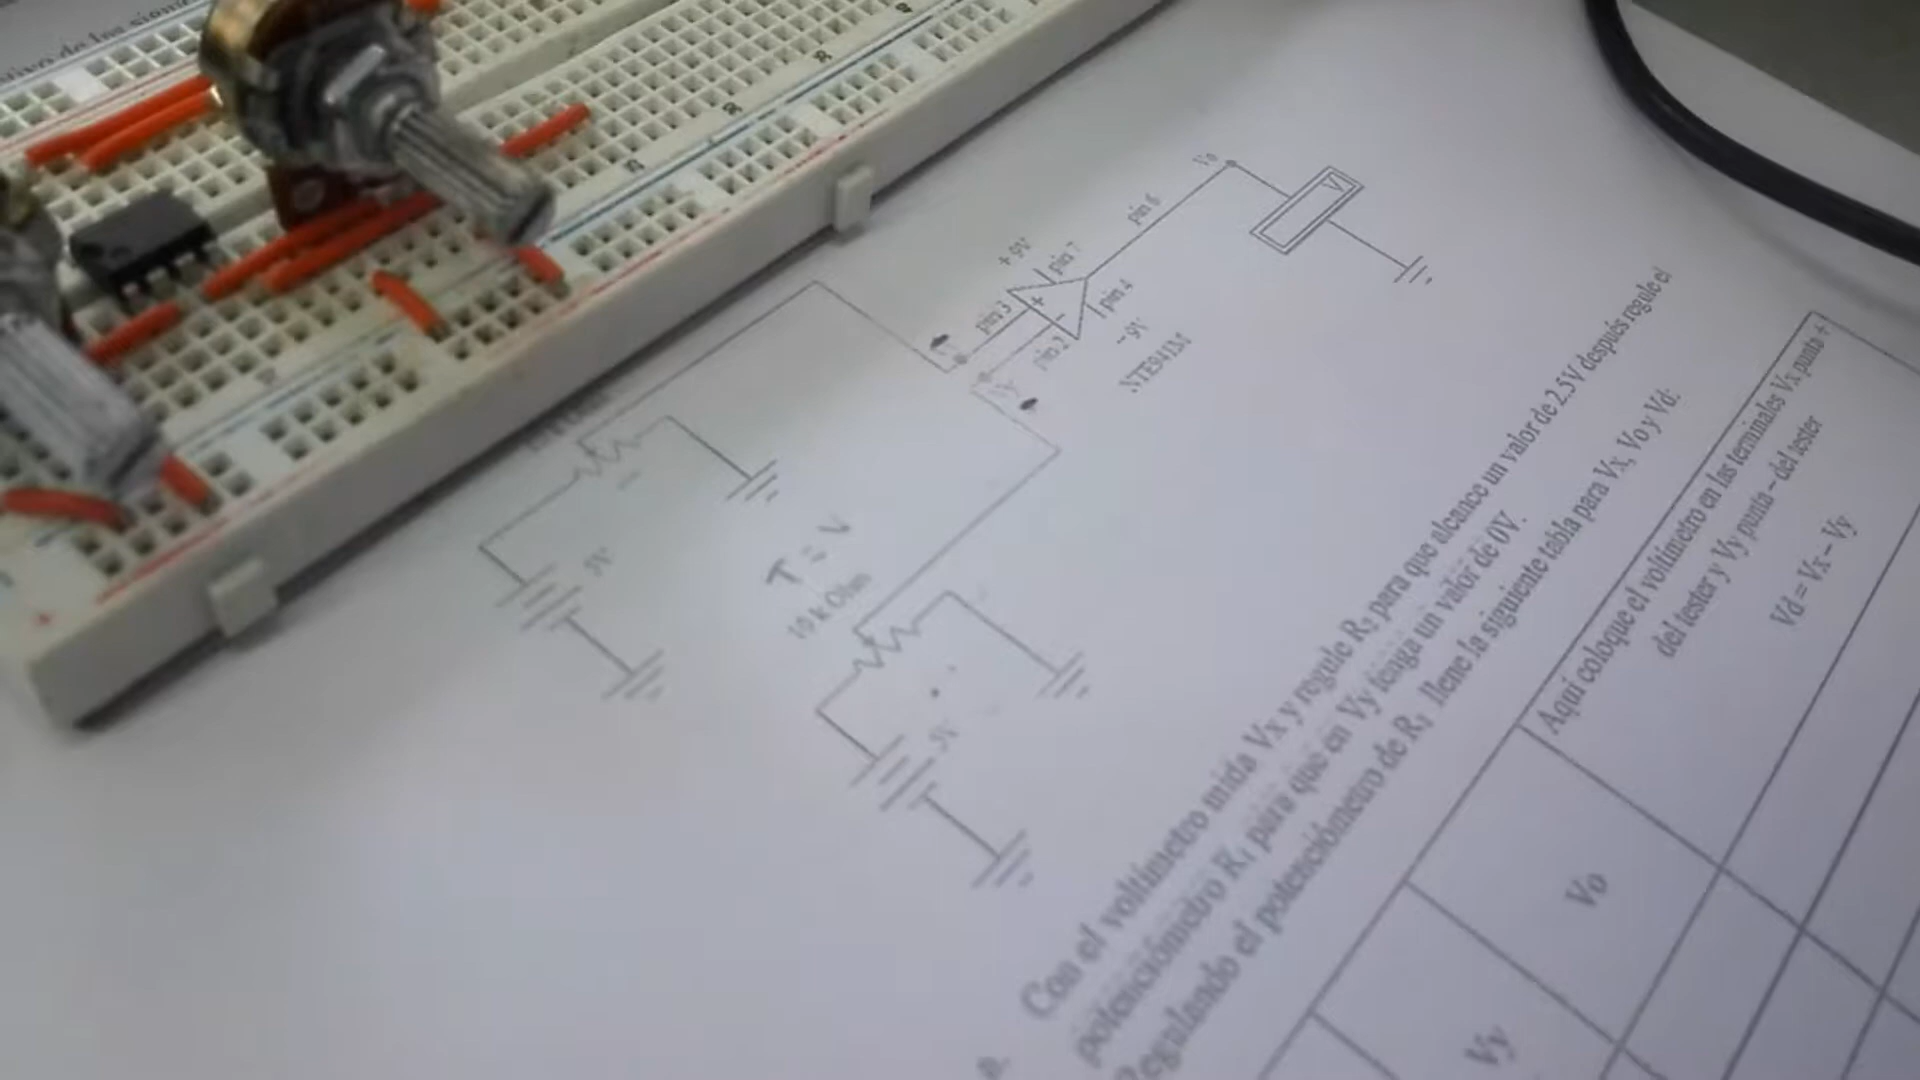 Vo
V
pin 6
+ 9V
pin 7
pin 3
+
-
pin 4
pin 2
- 9V
5V
10 k Ohm
5V
Con el voltímetro mida Vx y regule R2 para que alcance un valor de 2.5V después regule el
potenciómetro R1 para que en Vy tenga un valor de 0V.
Regulando el potenciómetro de R1 llene la siguiente tabla para Vx, Vo y Vd:
Vy
Vo
Aquí coloque el voltímetro en las terminales Vx punta +
del tester y Vy punta – del tester
Vd = Vx – Vy